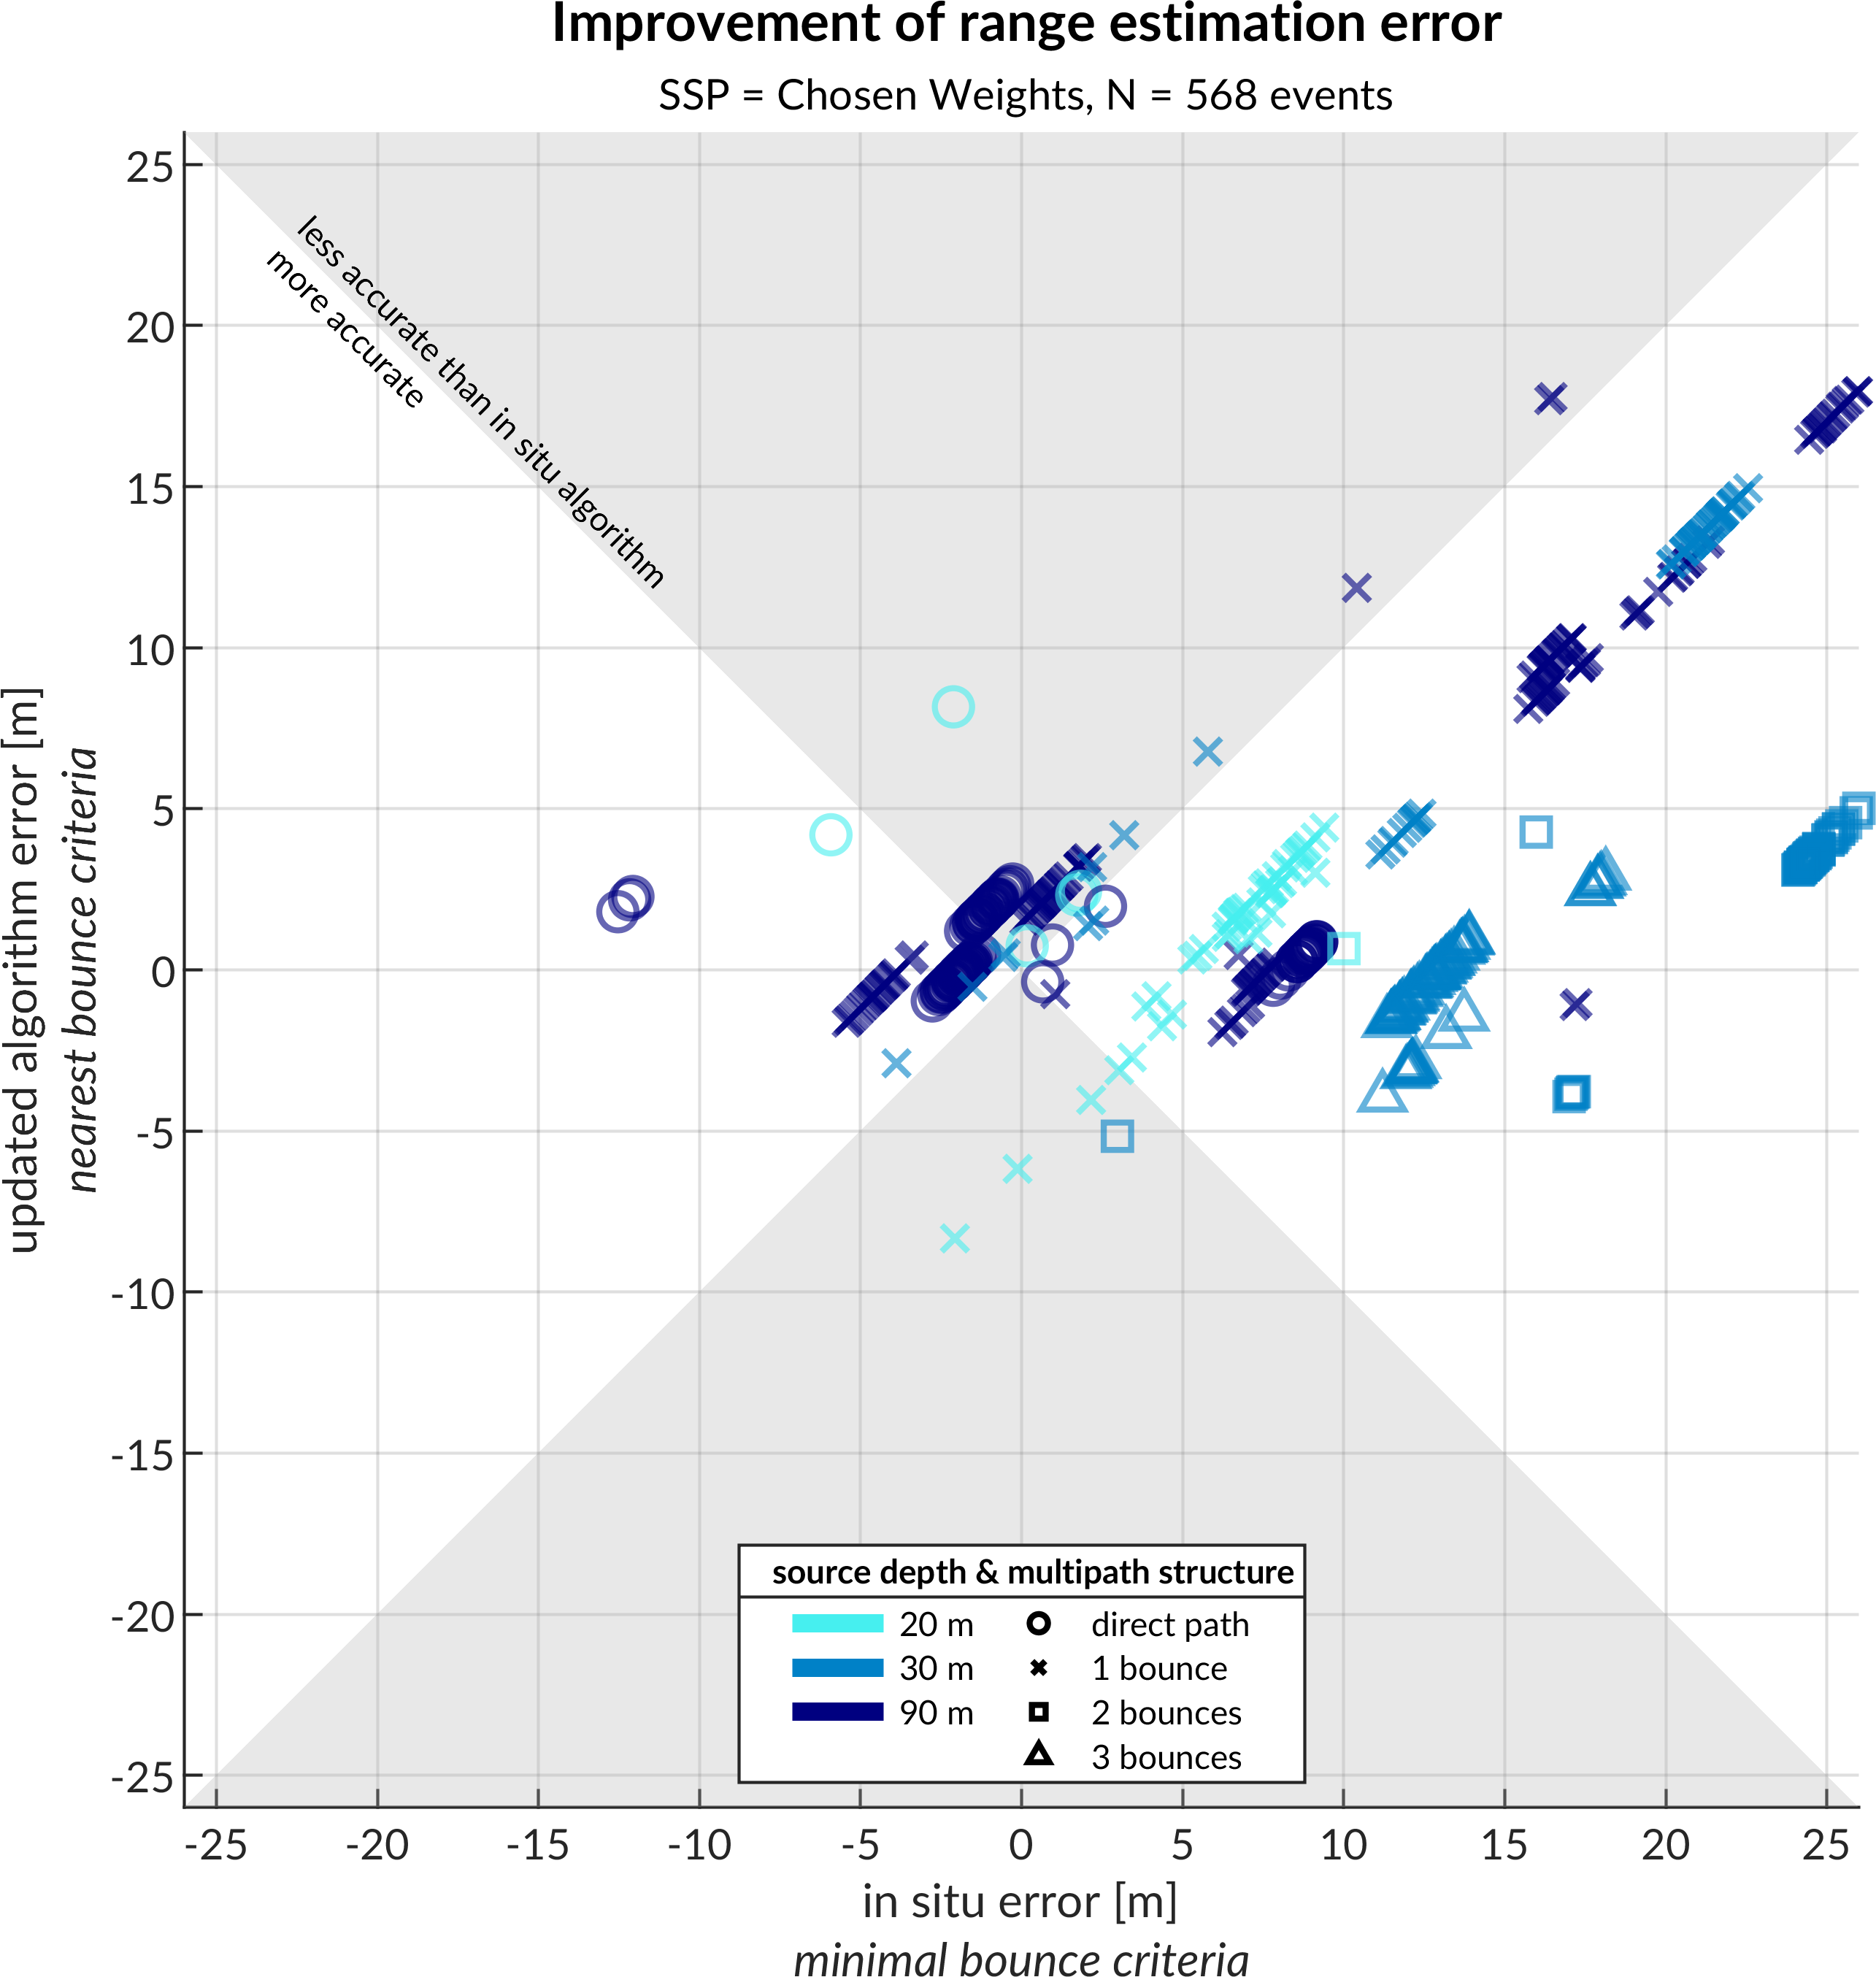 Improvement of range estimation error
SSP = Chosen Weights, N = 568 events
updated algorithm error [m]
nearest bounce criteria
25
20
15
10
5
0
-5
-10
-15
-20
-25
less accurate than in situ algorithm
more accurate
source depth & multipath structure
20 m direct path
30 m 1 bounce
90 m 2 bounces
3 bounces
-25 -20 -15 -10 -5 0 5 10 15 20 25
in situ error [m]
minimal bounce criteria